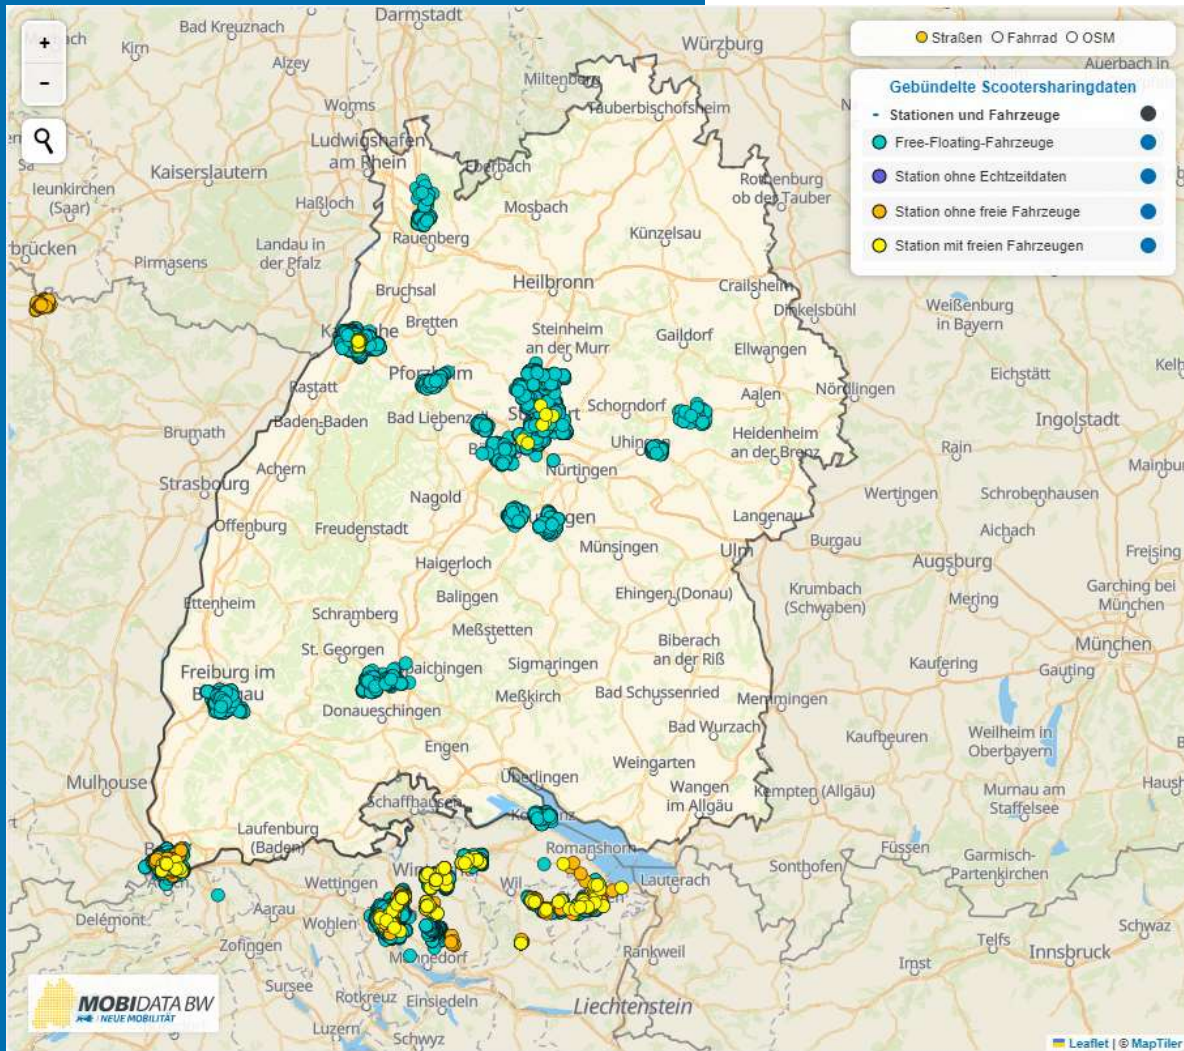 +
-
Darmstadt
Bad Kreuznach
Kirn
Alzey
Worms
Ludwigshafen
am Rhein
Kaiserslautern
Haßloch
Eberbach
Mosbach
Miltenberg
Würzburg
Tauberbischofsheim
Rothenburg
ob der Tauber
Auerbach in
Straßen
Fahrrad
OSM
Gebündelte Scootersharingdaten
- Stationen und Fahrzeuge
Free-Floating-Fahrzeuge
Station ohne Echtzeitdaten
Station ohne freie Fahrzeuge
Station mit freien Fahrzeugen
(Saar)
Landau in
der Pfalz
Pirmasens
Rauenberg
Künzelsau
Bruchsal
Heilbronn
Crailsheim
Dinkelsbühl
Weißenburg
in Bayern
Bretten
Steinheim
an der Murr
Gaildorf
Ellwangen
Eichstätt
Rastatt
Nördlingen
Baden-Baden
Schorndorf
Aalen
Ingolstadt
Brumath
Heidenheim
an der Brenz
Rain
Achern
Nürtingen
Strasbourg
Nagold
Wertingen
Schrobenhausen
Offenburg
Freudenstadt
Langenau
Aichach
Münsingen
Ulm
Burgau
Freising
Haigerloch
Augsburg
Ettenheim
Balingen
Ehingen (Donau)
Krumbach
(Schwaben)
Mering
Garching bei
München
Schramberg
Meßstetten
München
St. Georgen
Biberach
an der Riß
Freiburg im
Sigmaringen
Kaufering
Gauting
Meßkirch
Bad Schussenried
Memmingen
Donaueschingen
Bad Wurzach
Kaufbeuren
Weilheim in
Oberbayern
Engen
Weingarten
Mulhouse
Überlingen
Wangen
im Allgäu
Kempten (Allgäu)
Murnau am
Staffelsee
Schaffhausen
Laufenburg
(Baden)
Romanshorn
Füssen
Garmisch-
Partenkirchen
Sonthofen
Wettingen
Wil
Lauterach
Delémont
Aarau
Wohlen
Schwaz
Zofingen
Rankweil
Telfs
Innsbruck
Imst
Sursee
Rotkreuz
Einsiedeln
Liechtenstein
Luzern
Schwyz
MOBIDATA BW
NEUE MOBILITÄT
Leaflet | © MapTiler